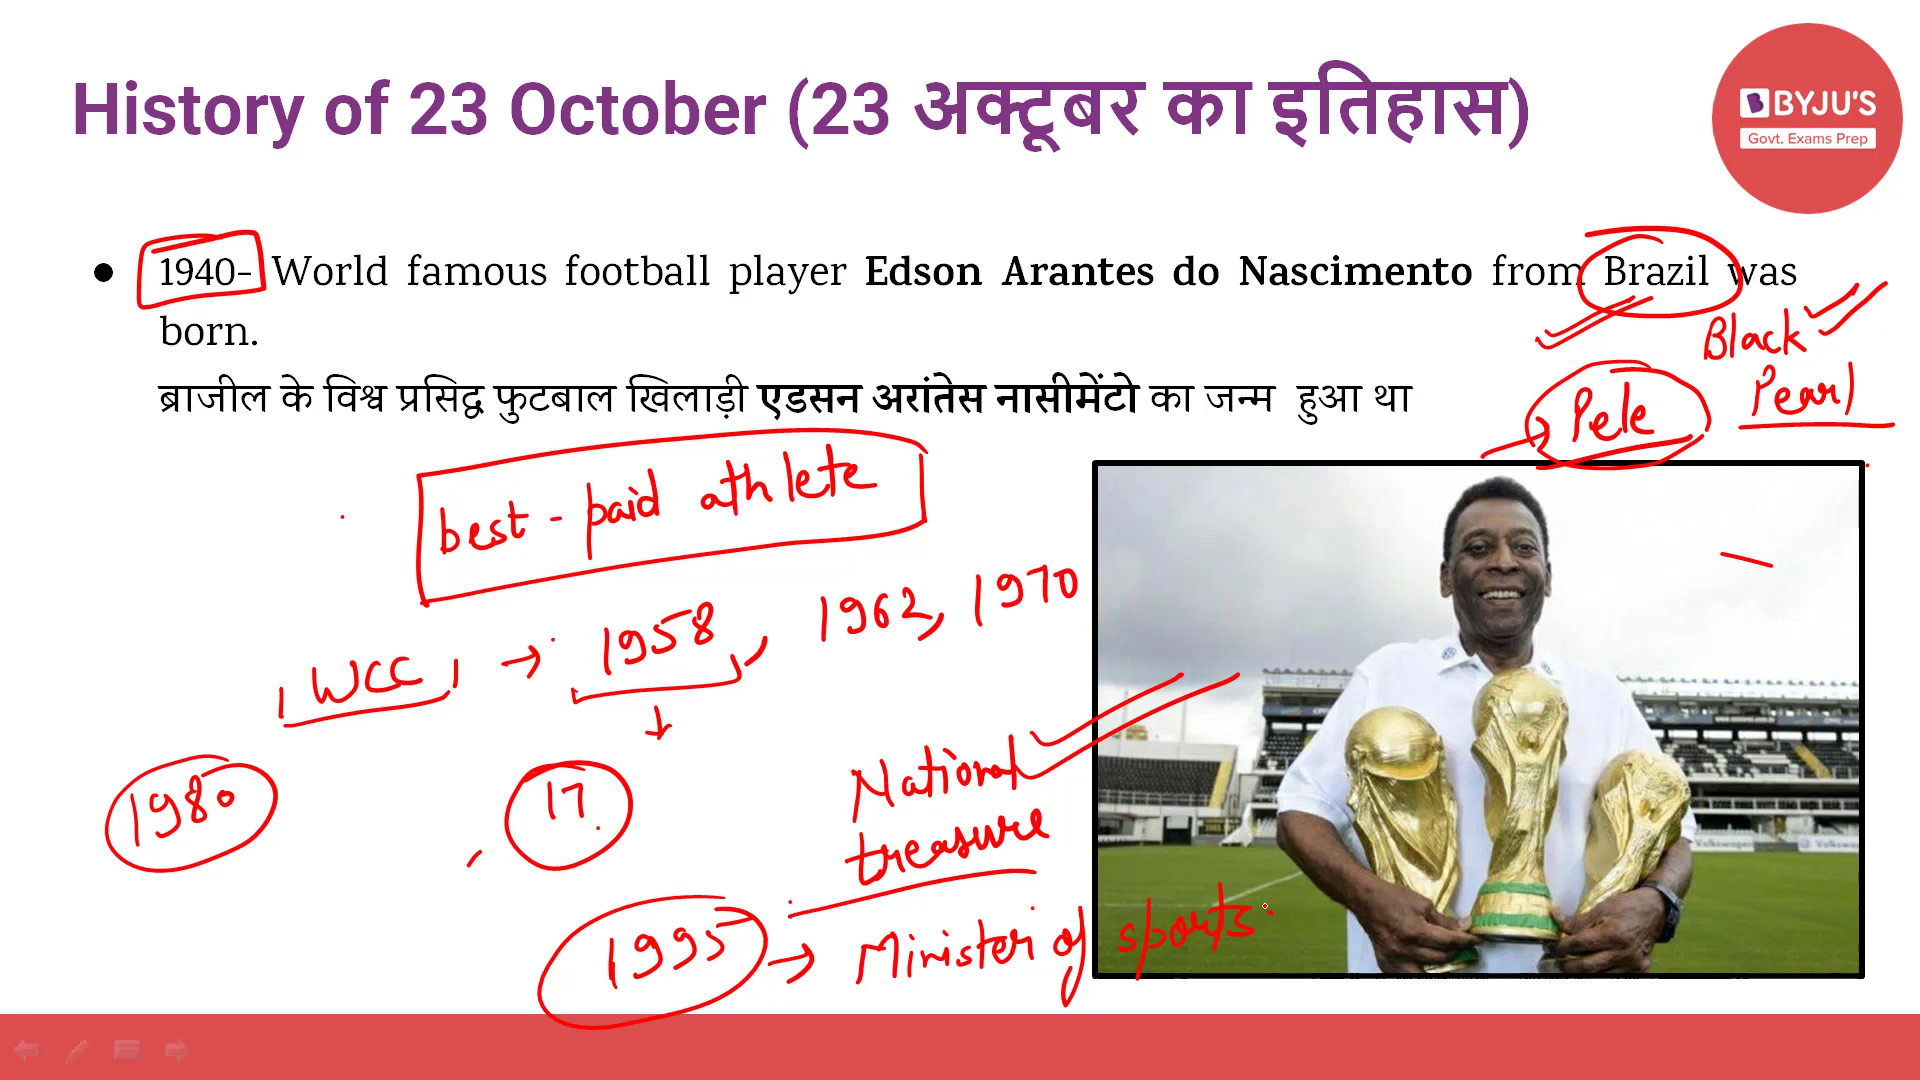 History of 23 October (23 अक्टूबर का इतिहास)
BYJU'S
Govt. Exams Prep
● 1940- World famous football player Edson Arantes do Nascimento from Brazil was
born.
ब्राजील के विश्व प्रसिद्ध फुटबाल खिलाड़ी एडसन अरांतेस नासीमेंटो का जन्म हुआ था
Black
Pearl
Pele
best-paid athlete
WCC → 1958, 1962, 1970
1980
17
National
treasure
1995 → Minister of sports
Volkswagen